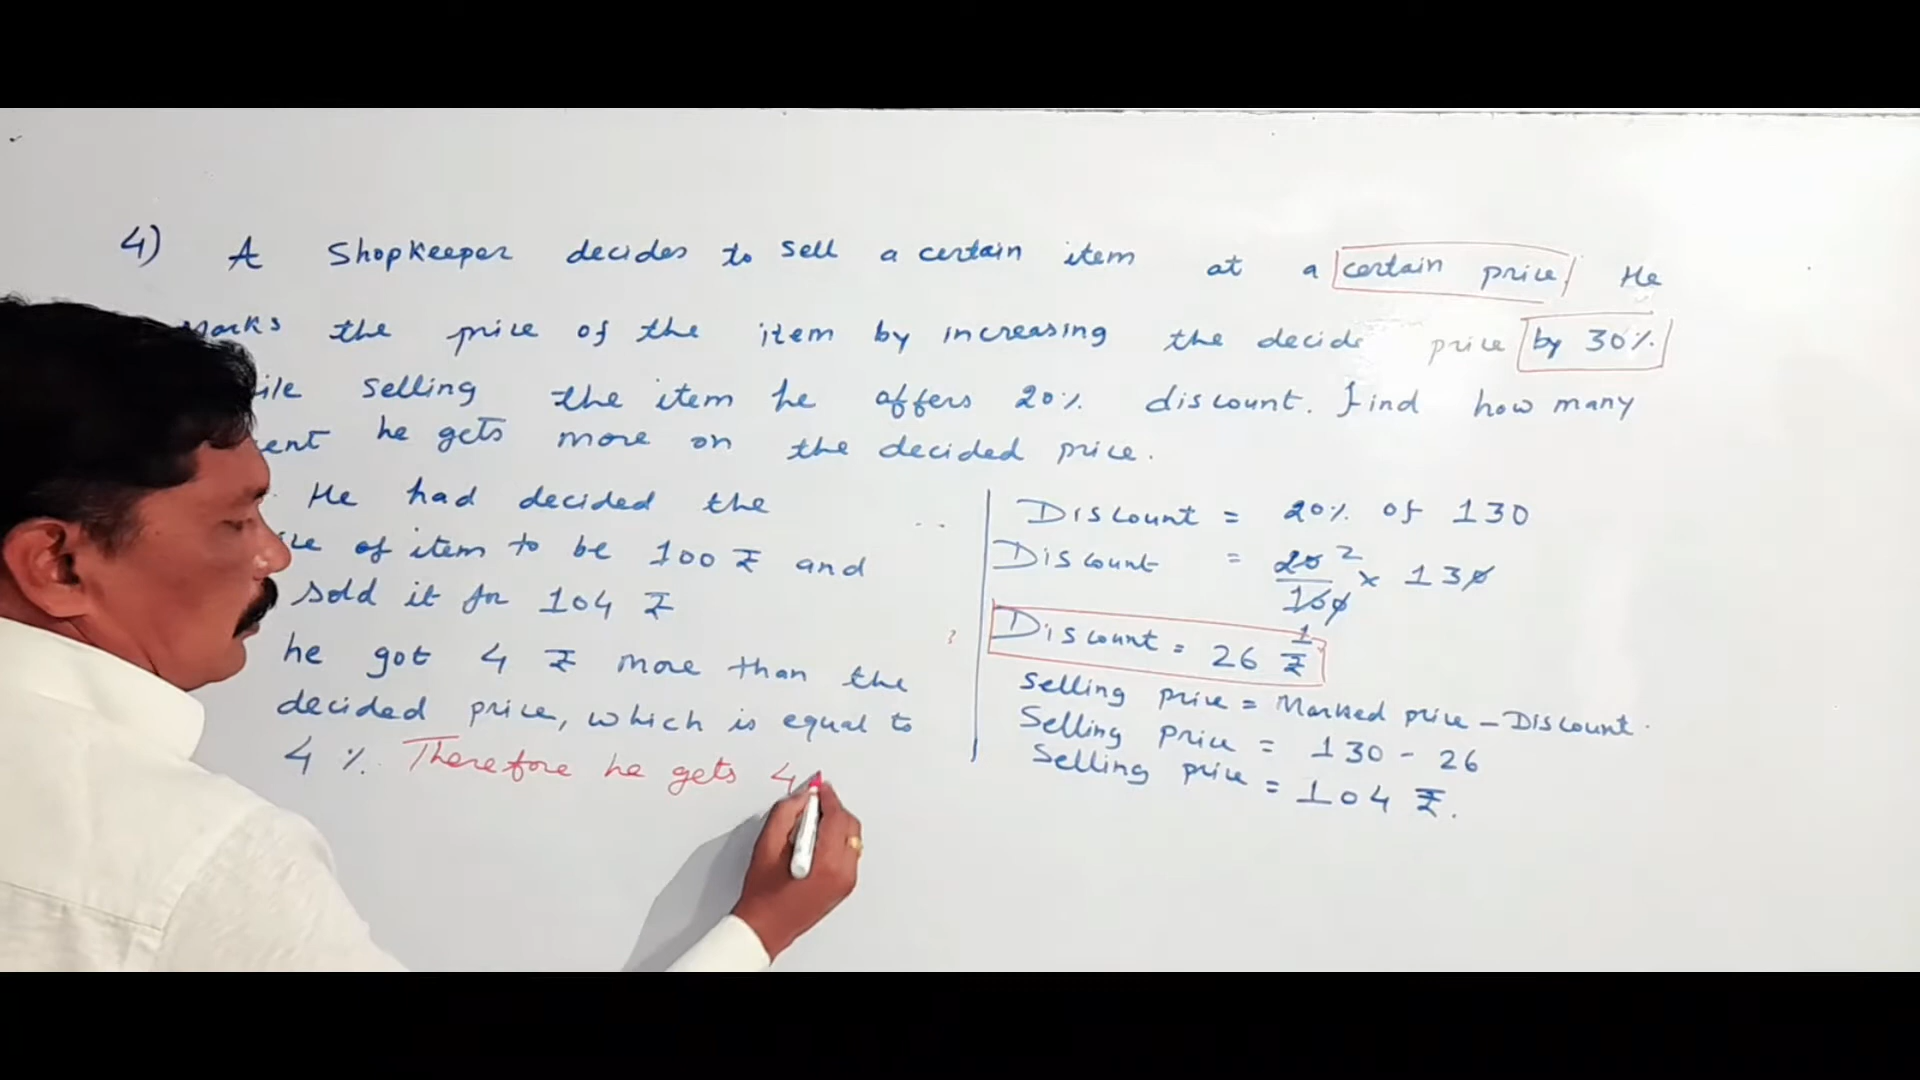 4) A Shopkeeper decides to sell a certain item at a certain price. He
Marks the price of the item by increasing the decide price by 30%.
selling the item he offers 20% discount. find how many
he gets more on the decided price.
He had decided the
of item to be 100 ₹ and
sold it for 104 ₹
he got 4 ₹ more than the
decided price, which is equal to
4 %. Therefore he gets 4
Discount = 20% of 130
Discount = 20 2/100 × 130
1
Discount = 26 ₹
Selling price = Marked price - Discount.
Selling price = 130 - 26
Selling price = 104 ₹.